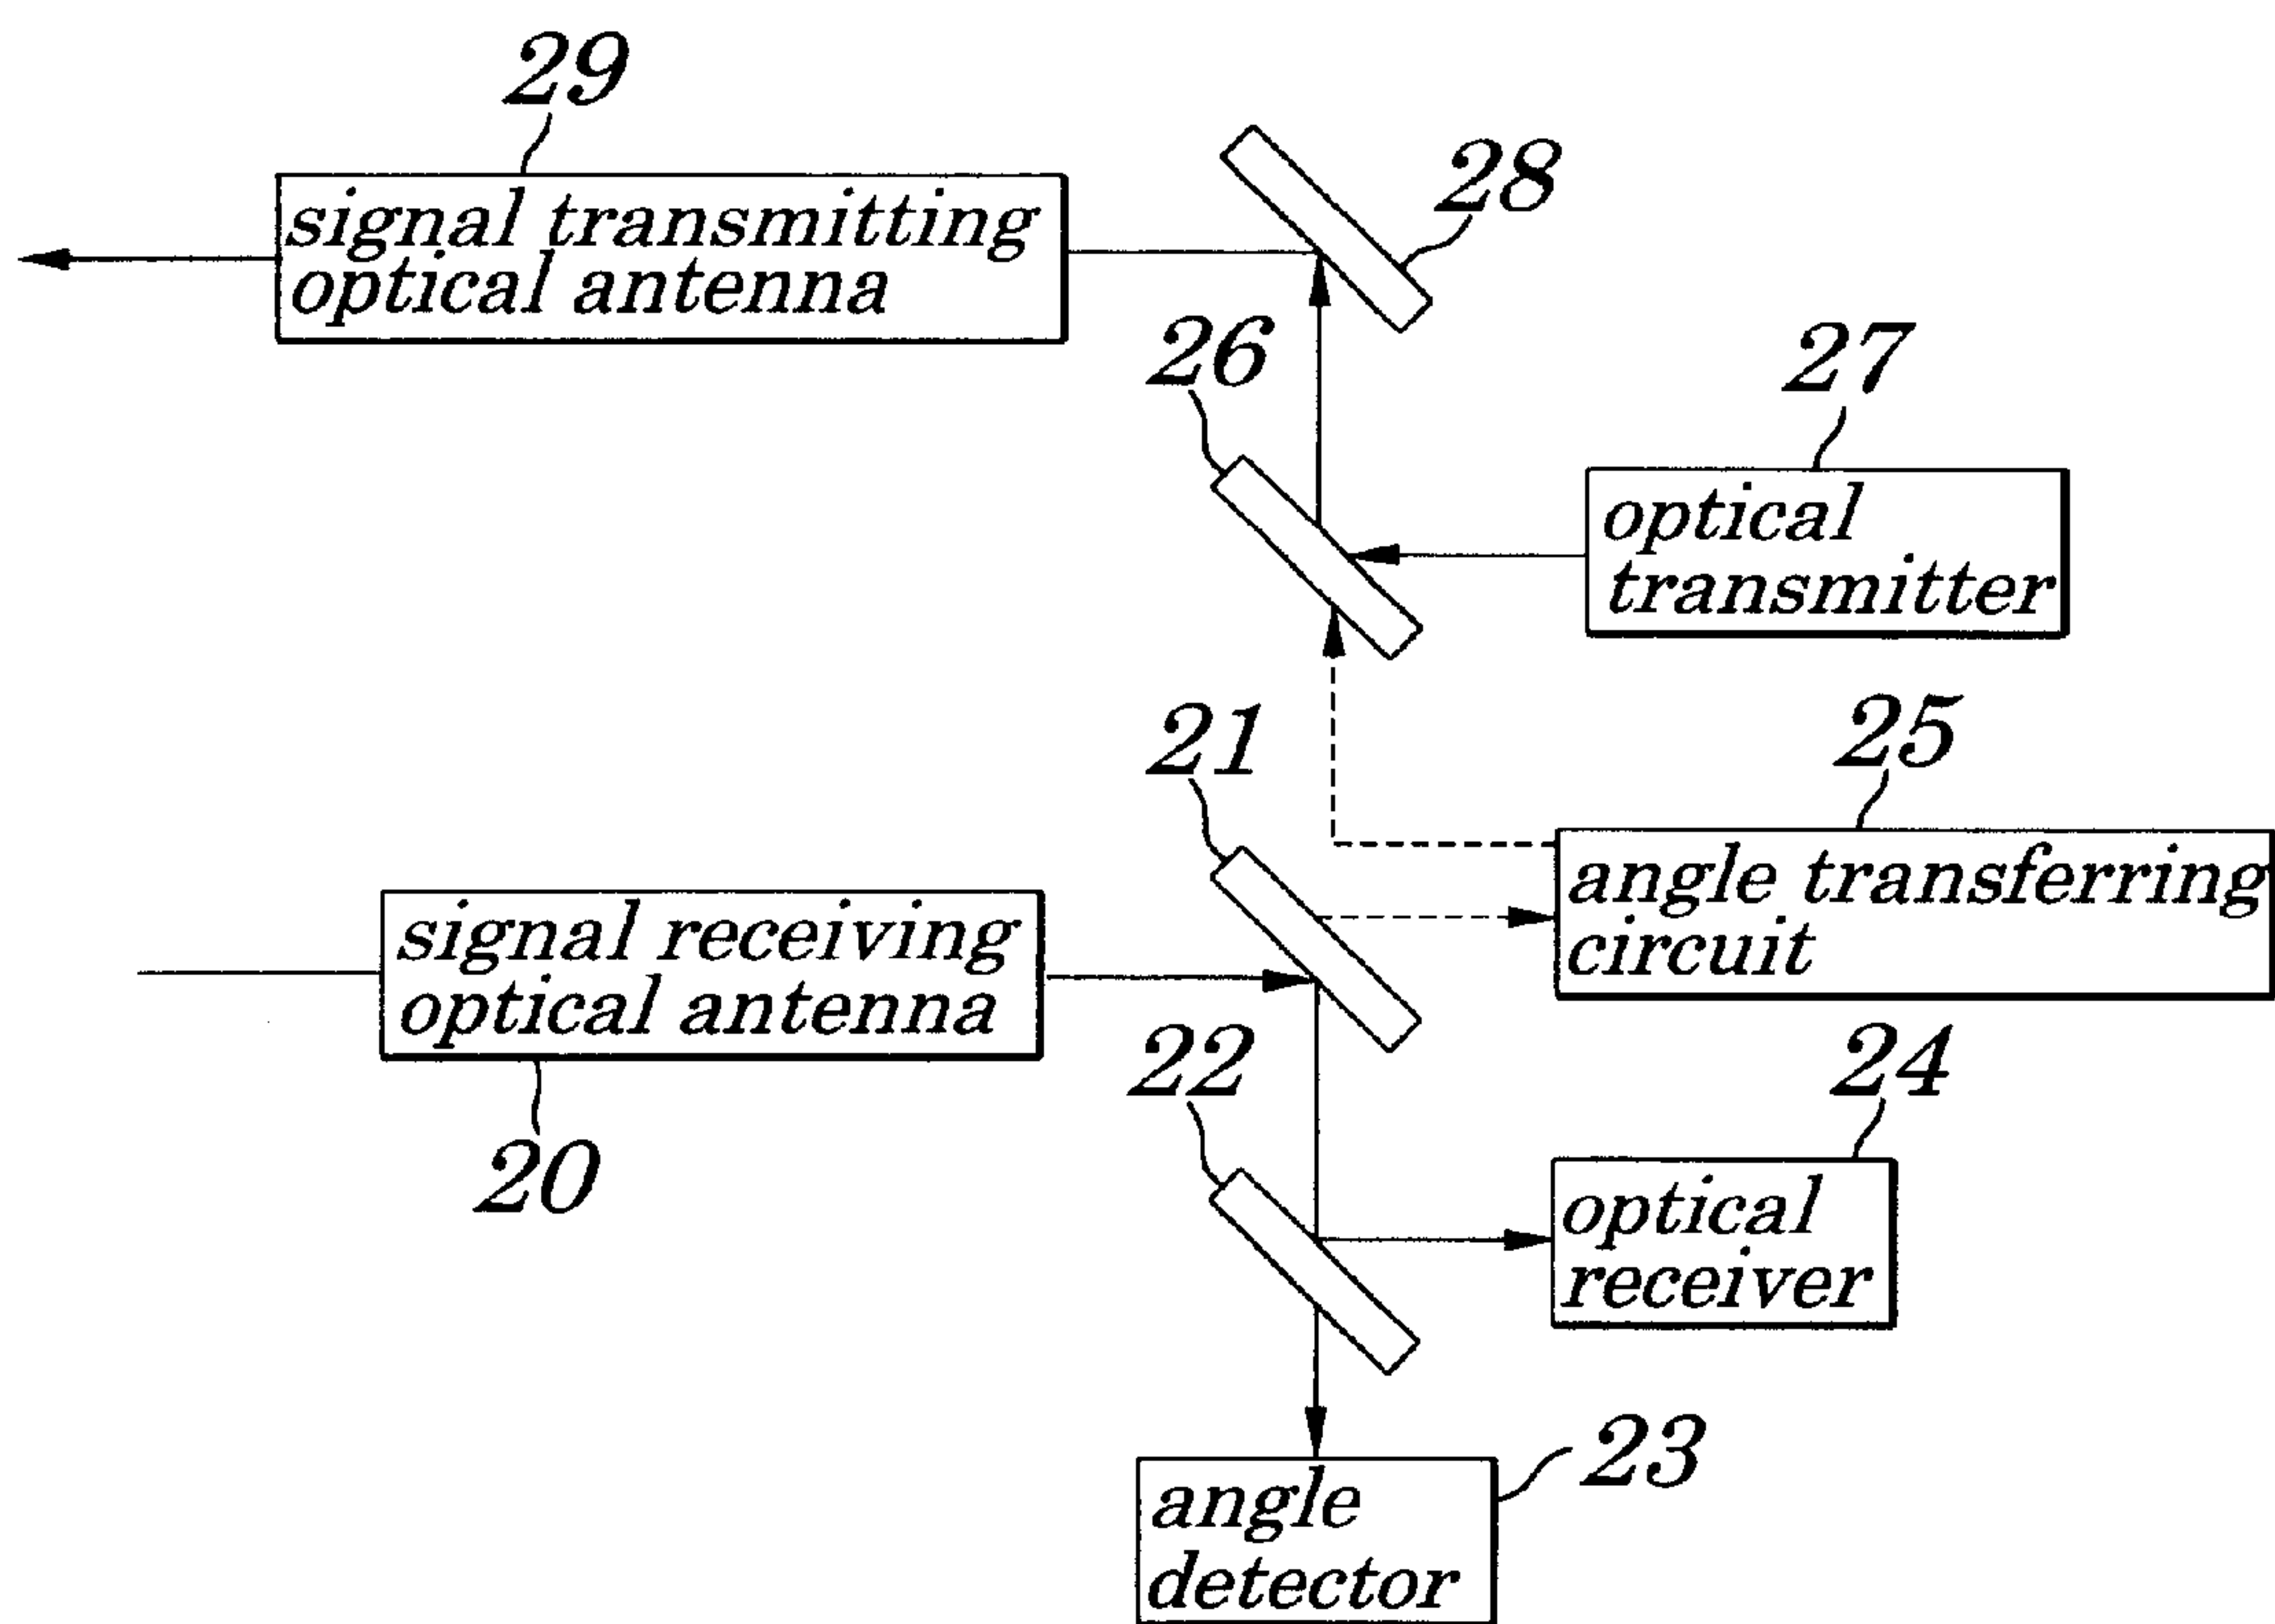 29
signal transmitting
optical antenna
28
26
27
optical
transmitter
21
25
angle transferring
circuit
signal receiving
optical antenna
20
22
24
optical
receiver
23
angle
detector